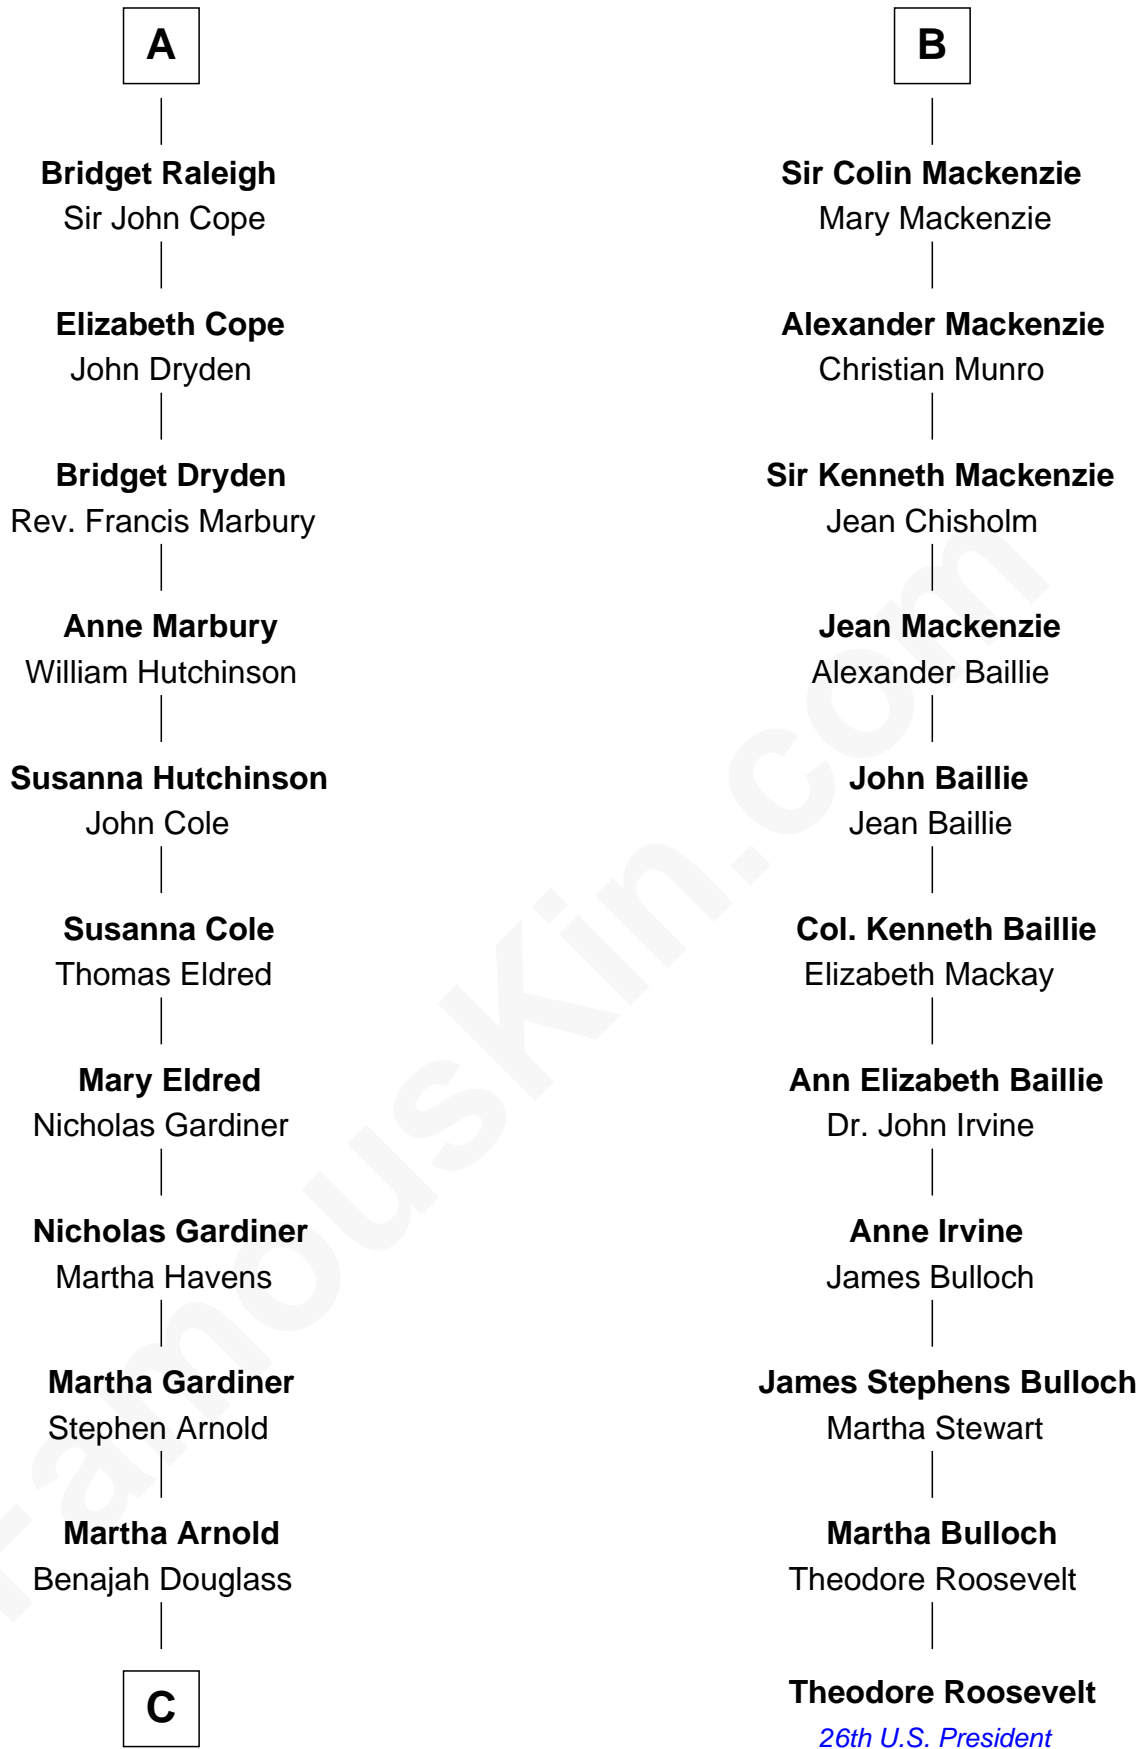 A
Bridget Raleigh
Sir John Cope
Elizabeth Cope
John Dryden
Bridget Dryden
Rev. Francis Marbury
Anne Marbury
William Hutchinson
Susanna Hutchinson
John Cole
Susanna Cole
Thomas Eldred
Mary Eldred
Nicholas Gardiner
Nicholas Gardiner
Martha Havens
Martha Gardiner
Stephen Arnold
Martha Arnold
Benajah Douglass
C
B
Sir Colin Mackenzie
Mary Mackenzie
Alexander Mackenzie
Christian Munro
Sir Kenneth Mackenzie
Jean Chisholm
Jean Mackenzie
Alexander Baillie
John Baillie
Jean Baillie
Col. Kenneth Baillie
Elizabeth Mackay
Ann Elizabeth Baillie
Dr. John Irvine
Anne Irvine
James Bulloch
James Stephens Bulloch
Martha Stewart
Martha Bulloch
Theodore Roosevelt
Theodore Roosevelt
26th U.S. President
FamousKin.com